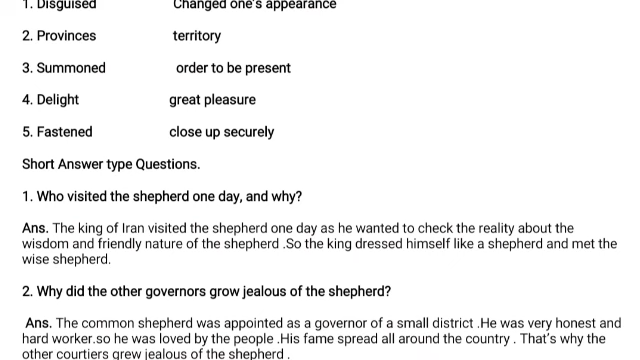 1. Disguised Changed one's appearance
2. Provinces territory
3. Summoned order to be present
4. Delight great pleasure
5. Fastened close up securely
Short Answer type Questions.
1. Who visited the shepherd one day, and why?
Ans. The king of Iran visited the shepherd one day as he wanted to check the reality about the
wisdom and friendly nature of the shepherd .So the king dressed himself like a shepherd and met the
wise shepherd.
2. Why did the other governors grow jealous of the shepherd?
Ans. The common shepherd was appointed as a governor of a small district .He was very honest and
hard worker.so he was loved by the people .His fame spread all around the country . That's why the
other courtiers grew jealous of the shepherd .